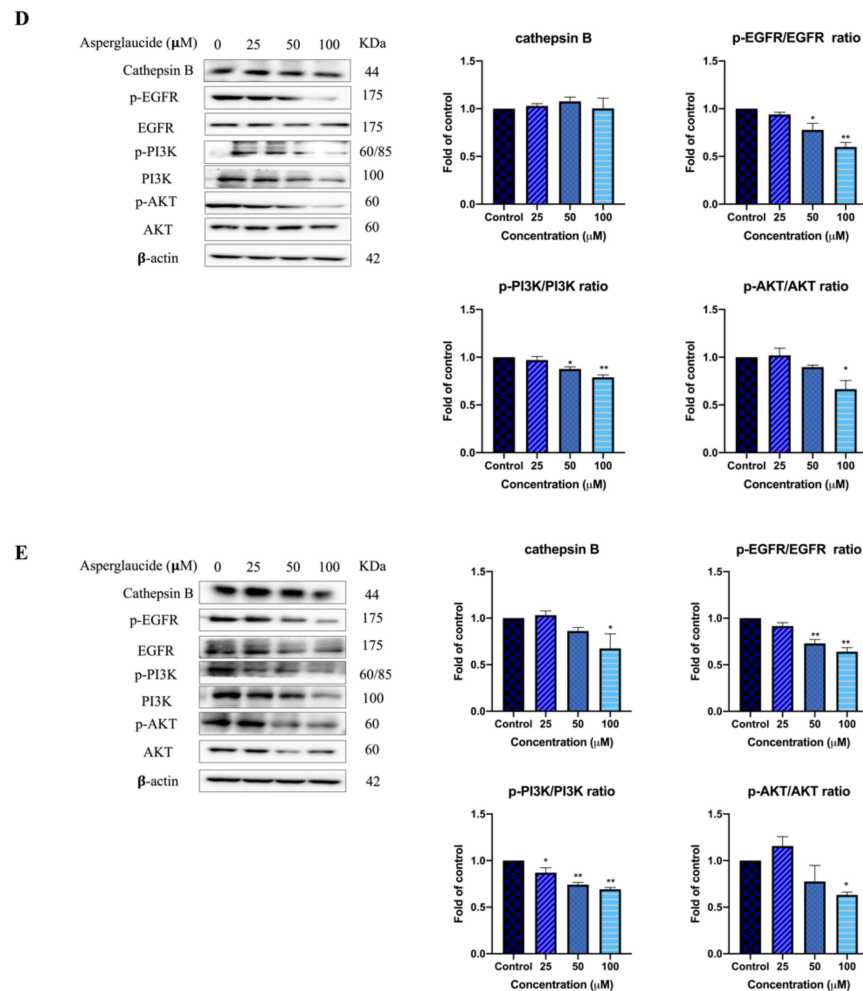 D
Asperglaucide (μM) 0 25 50 100 KDa
Cathepsin B 44
p-EGFR 175
EGFR 175
p-PI3K 60/85
PI3K 100
p-AKT 60
AKT 60
β-actin 42
cathepsin B
Fold of control
1.5
1.0
0.5
0.0
Control 25 50 100
Concentration (μM)
p-EGFR/EGFR ratio
Fold of control
1.5
1.0
0.5
0.0
* **
Control 25 50 100
Concentration (μM)
p-PI3K/PI3K ratio
Fold of control
1.5
1.0
0.5
0.0
* **
Control 25 50 100
Concentration (μM)
p-AKT/AKT ratio
Fold of control
1.5
1.0
0.5
0.0
*
Control 25 50 100
Concentration (μM)
E
Asperglaucide (μM) 0 25 50 100 KDa
Cathepsin B 44
p-EGFR 175
EGFR 175
p-PI3K 60/85
PI3K 100
p-AKT 60
AKT 60
β-actin 42
cathepsin B
Fold of control
1.5
1.0
0.5
0.0
*
Control 25 50 100
Concentration (μM)
p-EGFR/EGFR ratio
Fold of control
1.5
1.0
0.5
0.0
** **
Control 25 50 100
Concentration (μM)
p-PI3K/PI3K ratio
Fold of control
1.5
1.0
0.5
0.0
* ** **
Control 25 50 100
Concentration (μM)
p-AKT/AKT ratio
Fold of control
1.5
1.0
0.5
0.0
*
Control 25 50 100
Concentration (μM)